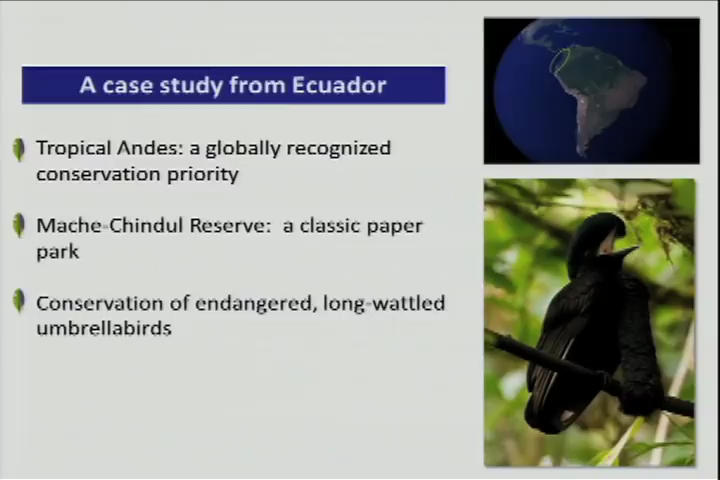 A case study from Ecuador
Tropical Andes: a globally recognized
conservation priority
Mache-Chindul Reserve:  a classic paper
park
Conservation of endangered, long-wattled
umbrellabirds